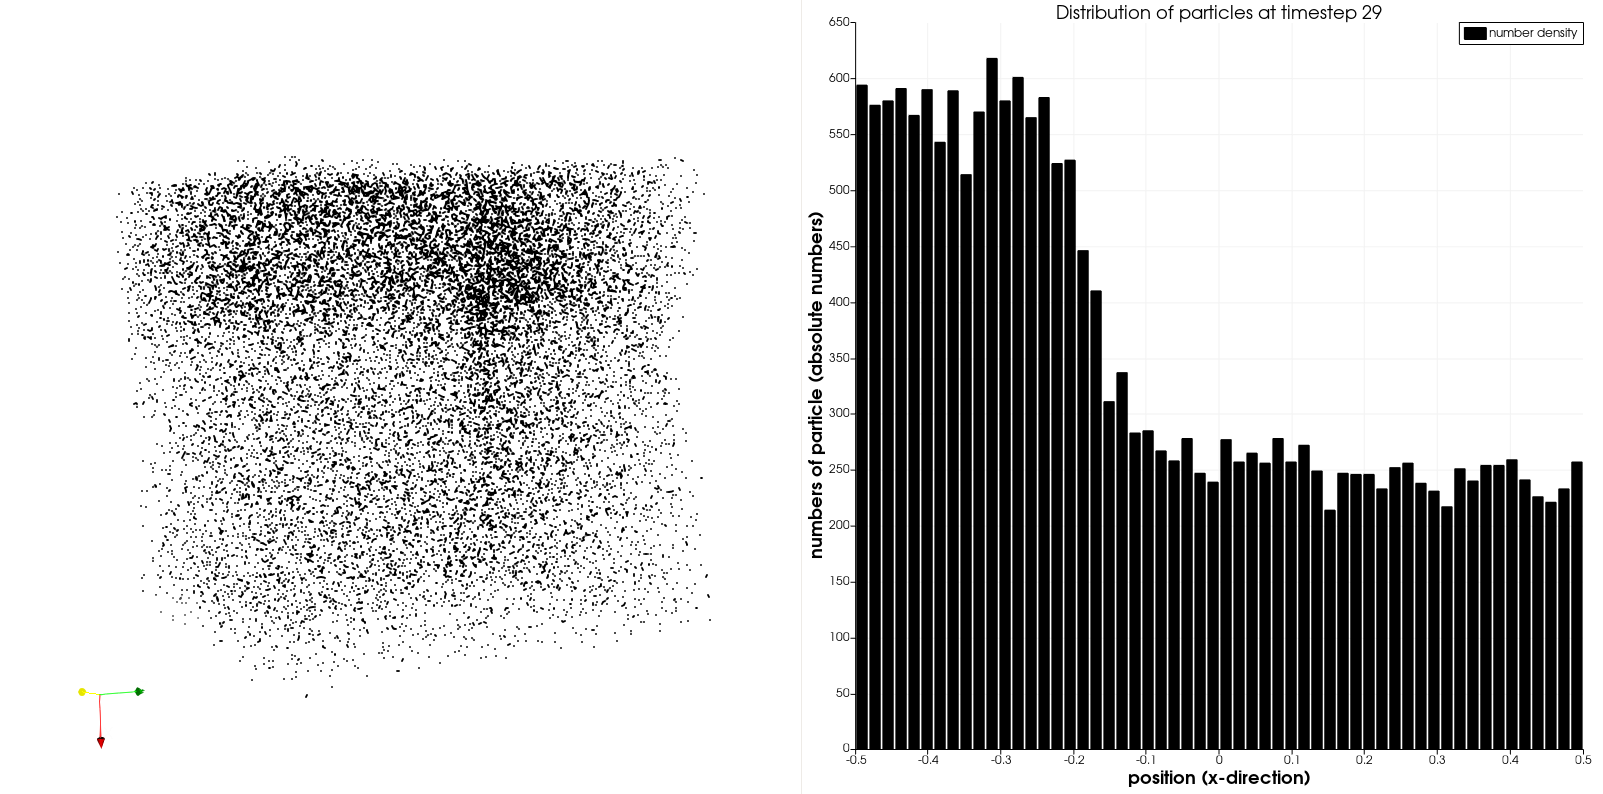 Distribution of particles at timestep 29
number density
numbers of particle (absolute numbers)
650
600
550
500
450
400
350
300
250
200
150
100
50
0
-0.5 -0.4 -0.3 -0.2 -0.1 0 0.1 0.2 0.3 0.4 0.5
position (x-direction)